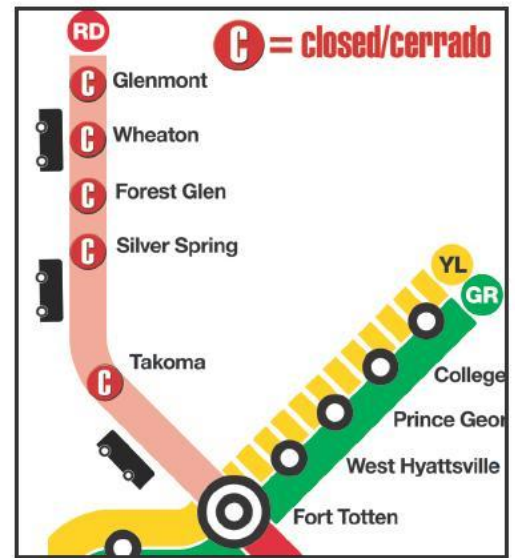 RD
C = closed/cerrado
C Glenmont
C Wheaton
C Forest Glen
C Silver Spring
YL
GR
C Takoma
College
Prince Geor
West Hyattsville
Fort Totten